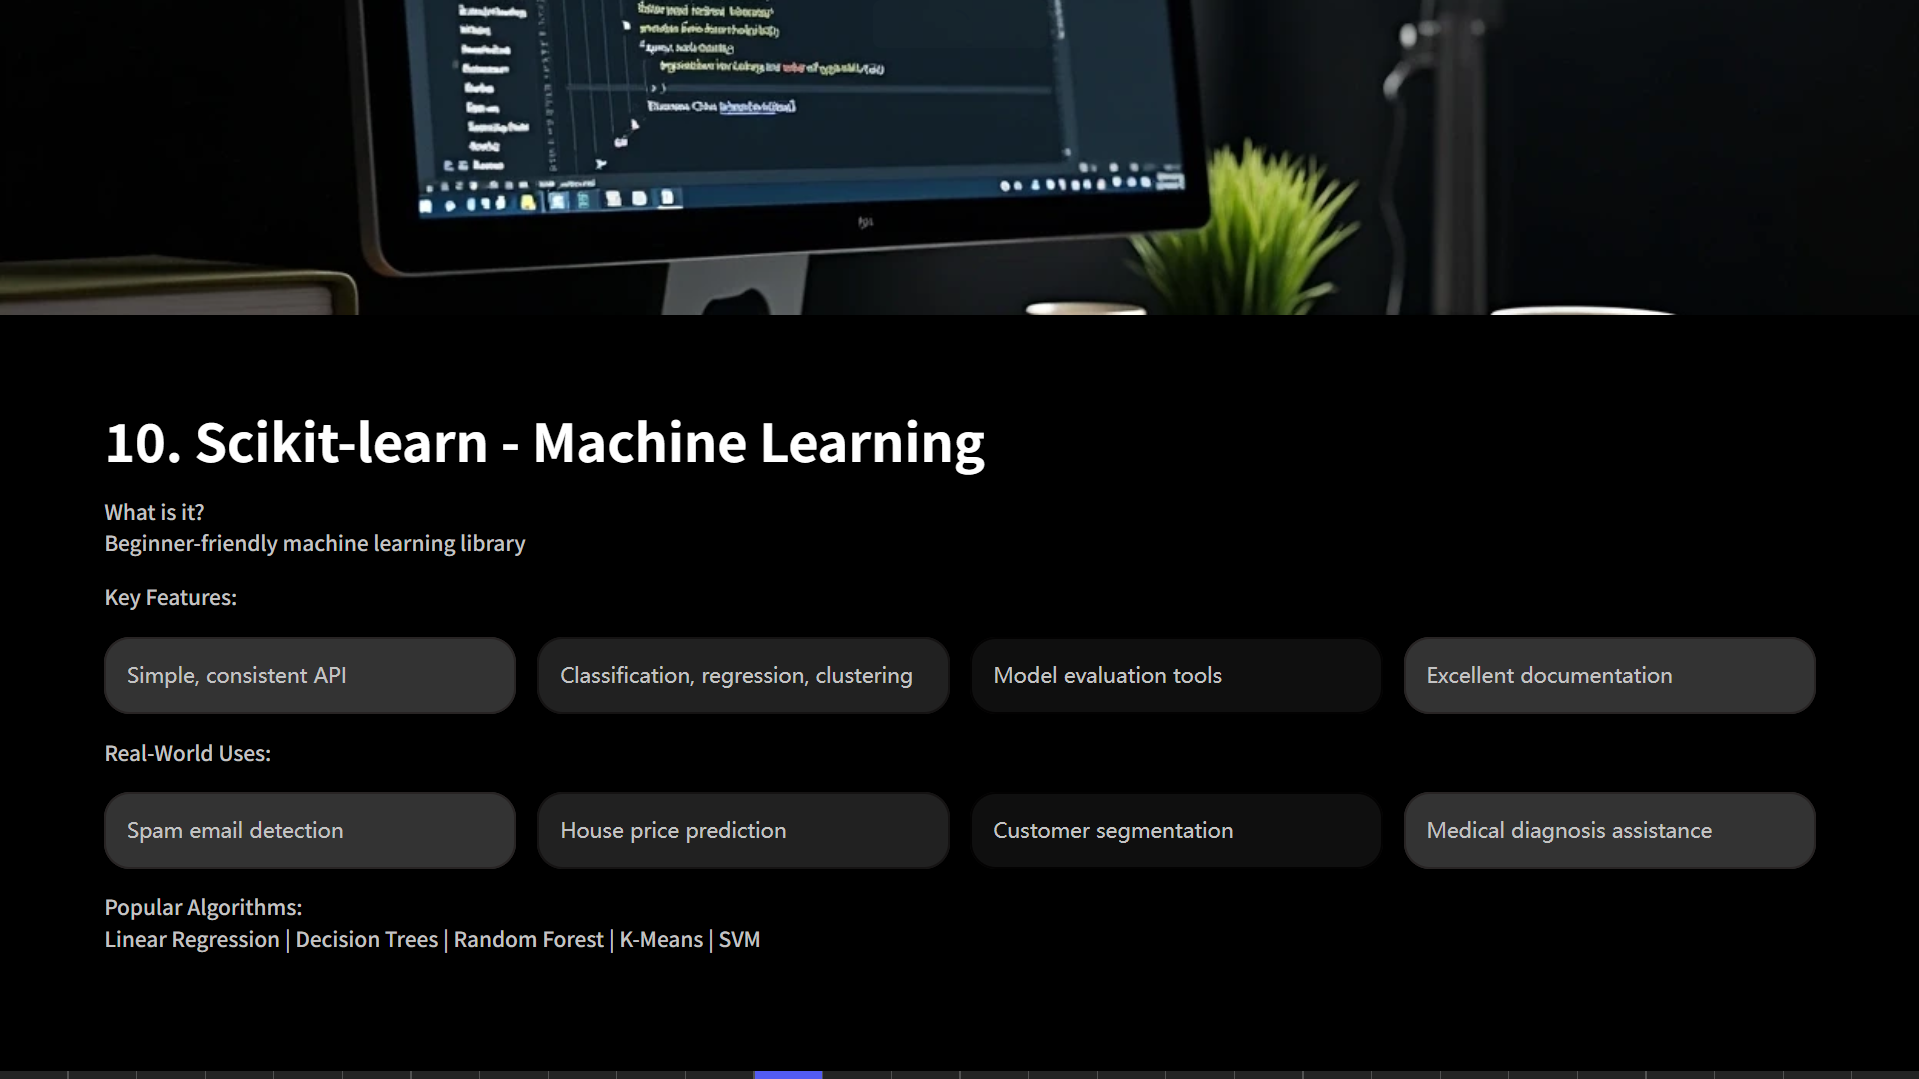 10. Scikit-learn - Machine Learning
What is it?
Beginner-friendly machine learning library
Key Features:
Simple, consistent API
Classification, regression, clustering
Model evaluation tools
Excellent documentation
Real-World Uses:
Spam email detection
House price prediction
Customer segmentation
Medical diagnosis assistance
Popular Algorithms:
Linear Regression | Decision Trees | Random Forest | K-Means | SVM